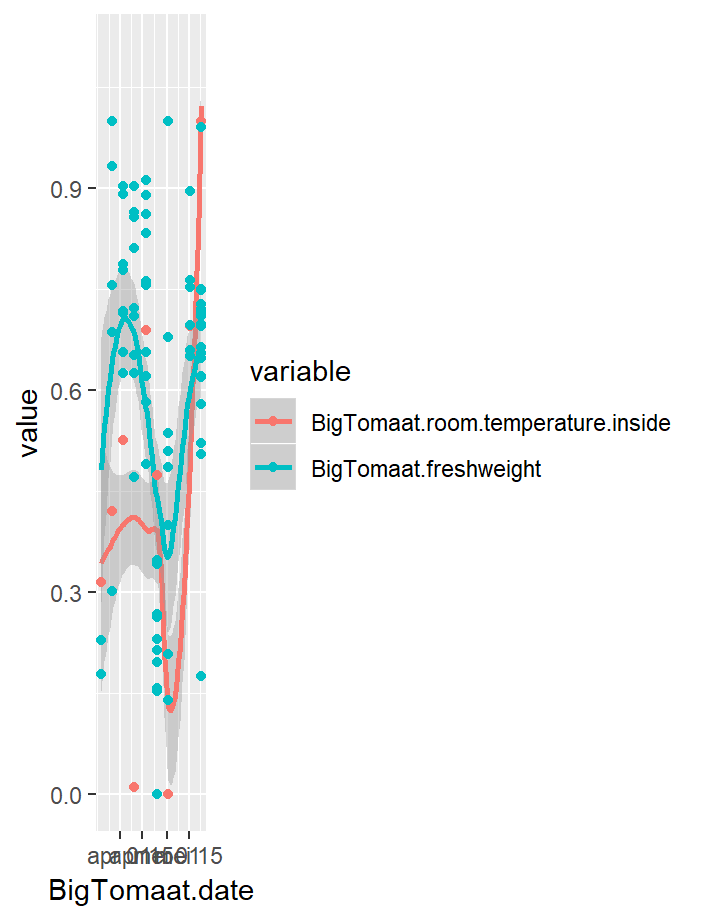 0.9
0.6
0.3
0.0
value
BigTomaat.date
variable
BigTomaat.room.temperature.inside
BigTomaat.freshweight